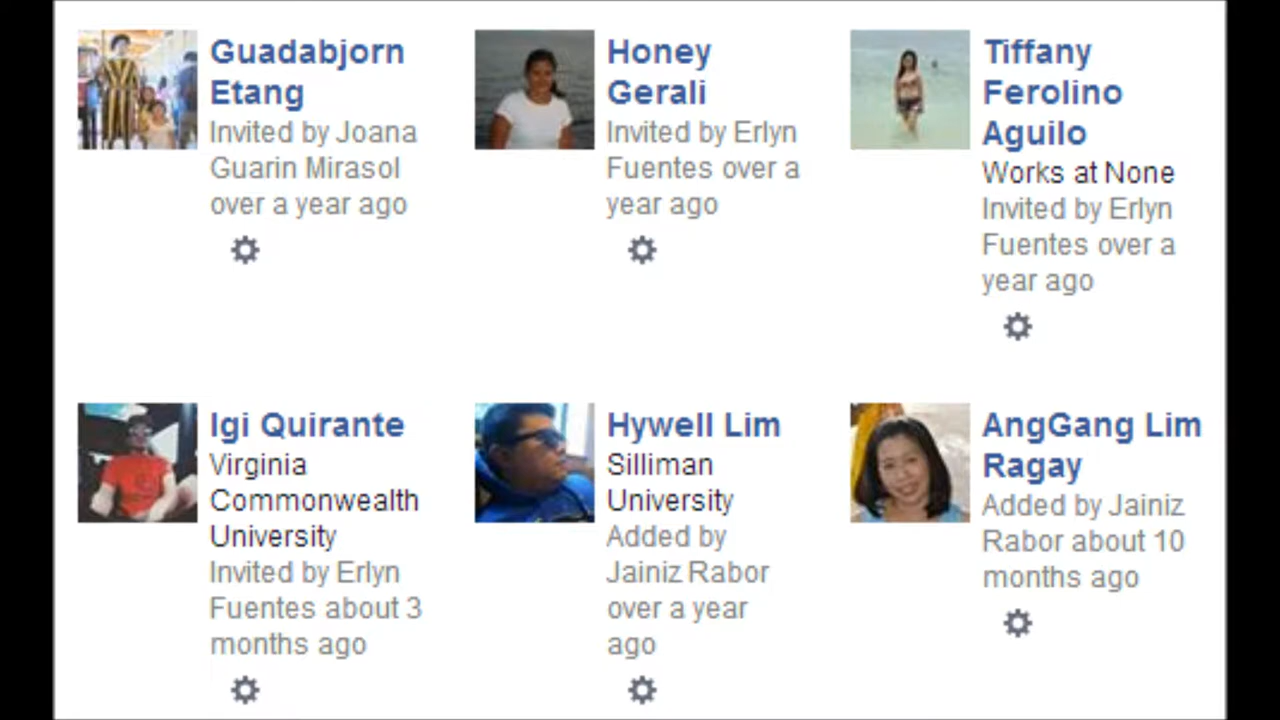 Guadabjorn
Etang
Invited by Joana
Guarin Mirasol
over a year ago
Honey
Gerali
Invited by Erlyn
Fuentes over a
year ago
Tiffany
Ferolino
Aguilo
Works at None
Invited by Erlyn
Fuentes over a
year ago
Igi Quirante
Virginia
Commonwealth
University
Invited by Erlyn
Fuentes about 3
months ago
Hywell Lim
Silliman
University
Added by
Jainiz Rabor
over a year
ago
AngGang Lim
Ragay
Added by Jainiz
Rabor about 10
months ago